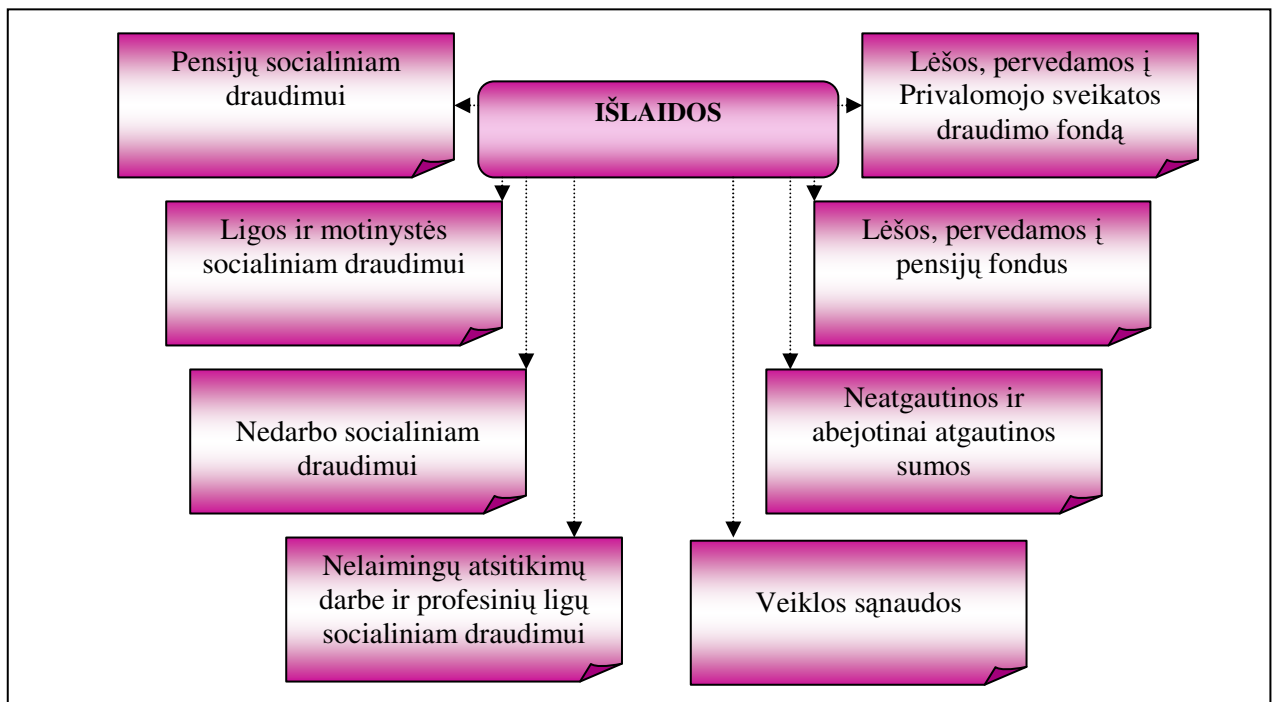 IŠLAIDOS
Pensijų socialiniam
draudimui
Lėšos, pervedamos į
Privalomojo sveikatos
draudimo fondą
Ligos ir motinystės
socialiniam draudimui
Lėšos, pervedamos į
pensijų fondus
Nedarbo socialiniam
draudimui
Neatgautinos ir
abejotinai atgautinos
sumos
Nelaimingų atsitikimų
darbe ir profesinių ligų
socialiniam draudimui
Veiklos sąnaudos